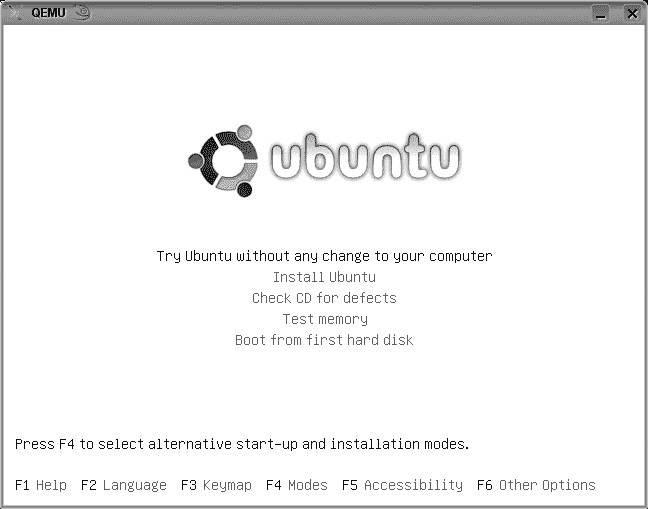 QEMU
ubuntu
Try Ubuntu without any change to your computer
Install Ubuntu
Check CD for defects
Test memory
Boot from first hard disk
Press F4 to select alternative start-up and installation modes.
F1 Help F2 Language F3 Keymap F4 Modes F5 Accessibility F6 Other Options